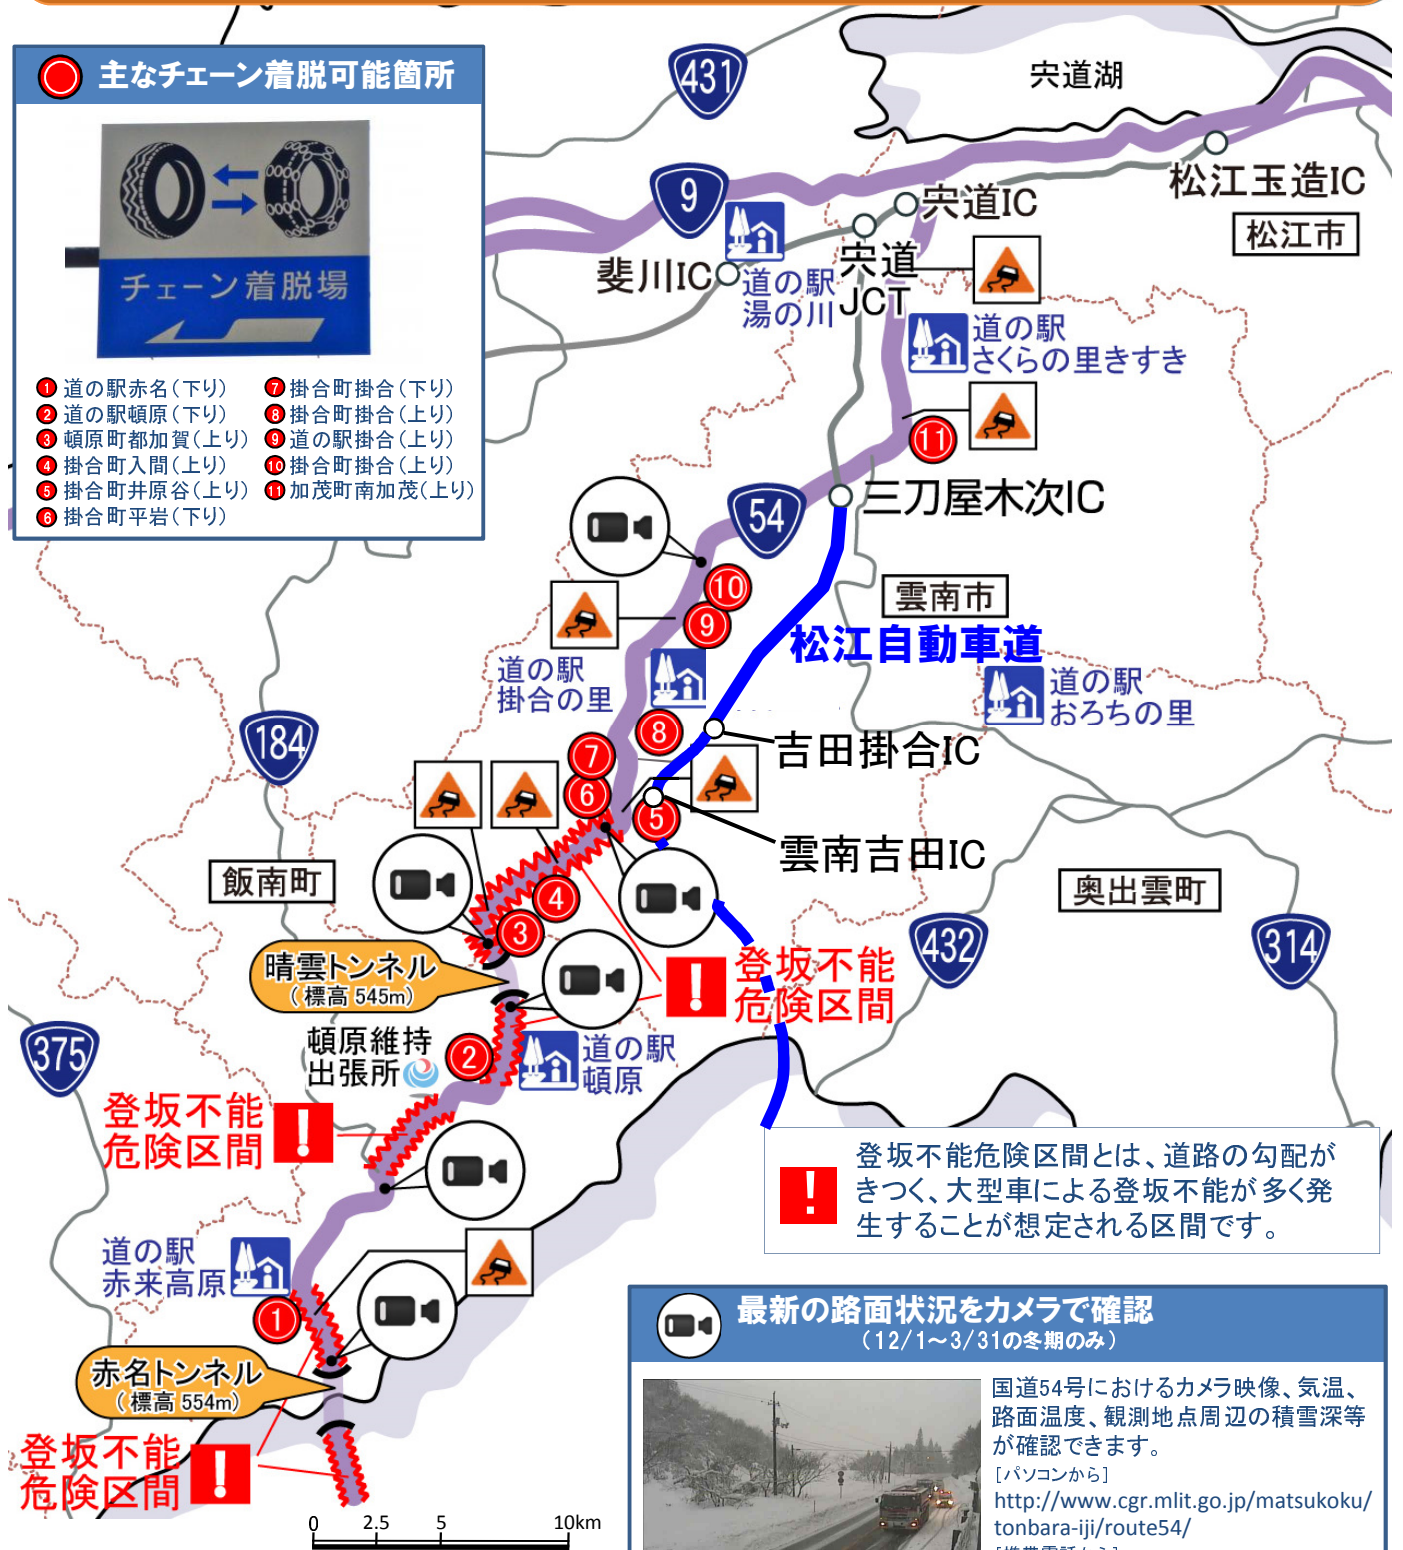 主なチェーン着脱可能箇所
チェーン着脱場
1 道の駅赤名(下り)
2 道の駅頓原(下り)
3 頓原町都加賀(上り)
4 掛合町入間(上り)
5 掛合町井原谷(上り)
6 掛合町平岩(下り)
7 掛合町掛合(下り)
8 掛合町掛合(上り)
9 道の駅掛合(上り)
10 掛合町掛合(上り)
11 加茂町南加茂(上り)
431
宍道湖
9
松江玉造IC
宍道IC
松江市
斐川IC
道の駅
湯の川
宍道
JCT
道の駅
さくらの里きすき
11
三刀屋木次IC
54
10
9
雲南市
松江自動車道
道の駅
掛合の里
道の駅
おろちの里
184
8
7
6
5
吉田掛合IC
雲南吉田IC
飯南町
奥出雲町
4
3
432
314
晴雲トンネル
(標高 545m)
!
登坂不能
危険区間
375
頓原維持
出張所
2
道の駅
頓原
登坂不能
危険区間
!
!
登坂不能危険区間とは、道路の勾配が
きつく、大型車による登坂不能が多く発
生することが想定される区間です。
道の駅
赤来高原
1
赤名トンネル
(標高 554m)
登坂不能
危険区間
!
0 2.5 5 10km
最新の路面状況をカメラで確認
(12/1～3/31の冬期のみ)
国道54号におけるカメラ映像、気温、
路面温度、観測地点周辺の積雪深等
が確認できます。
[パソコンから]
http://www.cgr.mlit.go.jp/matsukoku/
tonbara-iji/route54/